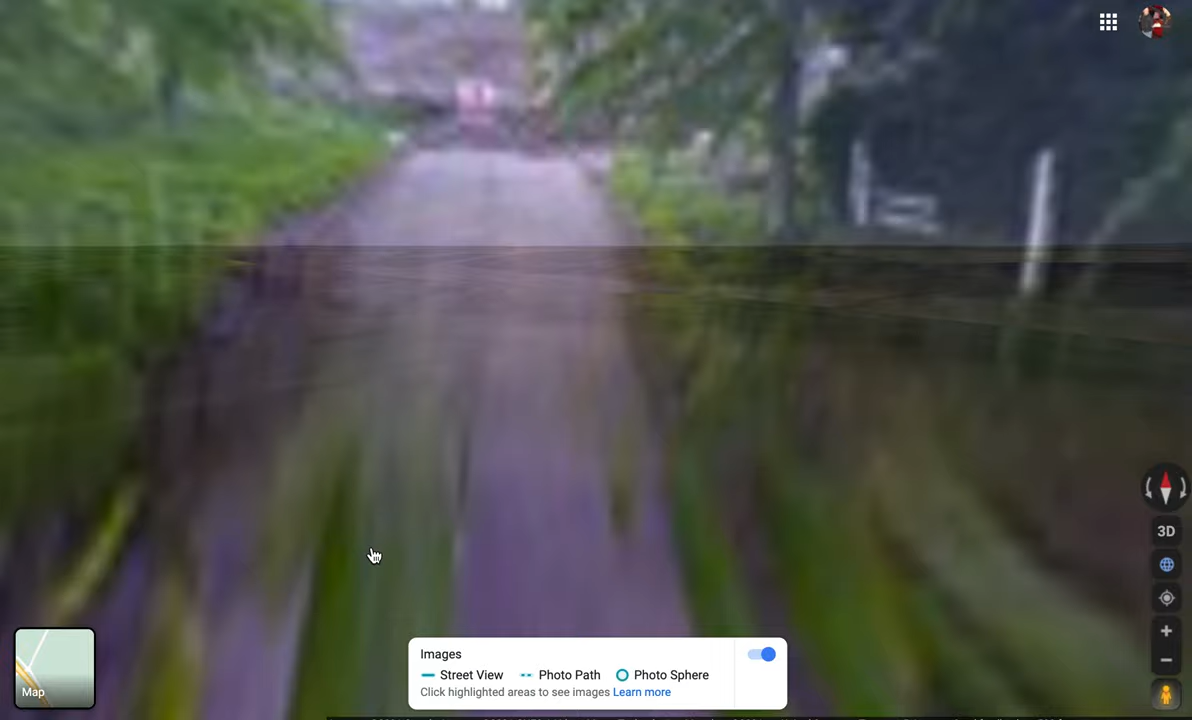 3D
Images
Street View Photo Path Photo Sphere
Click highlighted areas to see images Learn more
Map